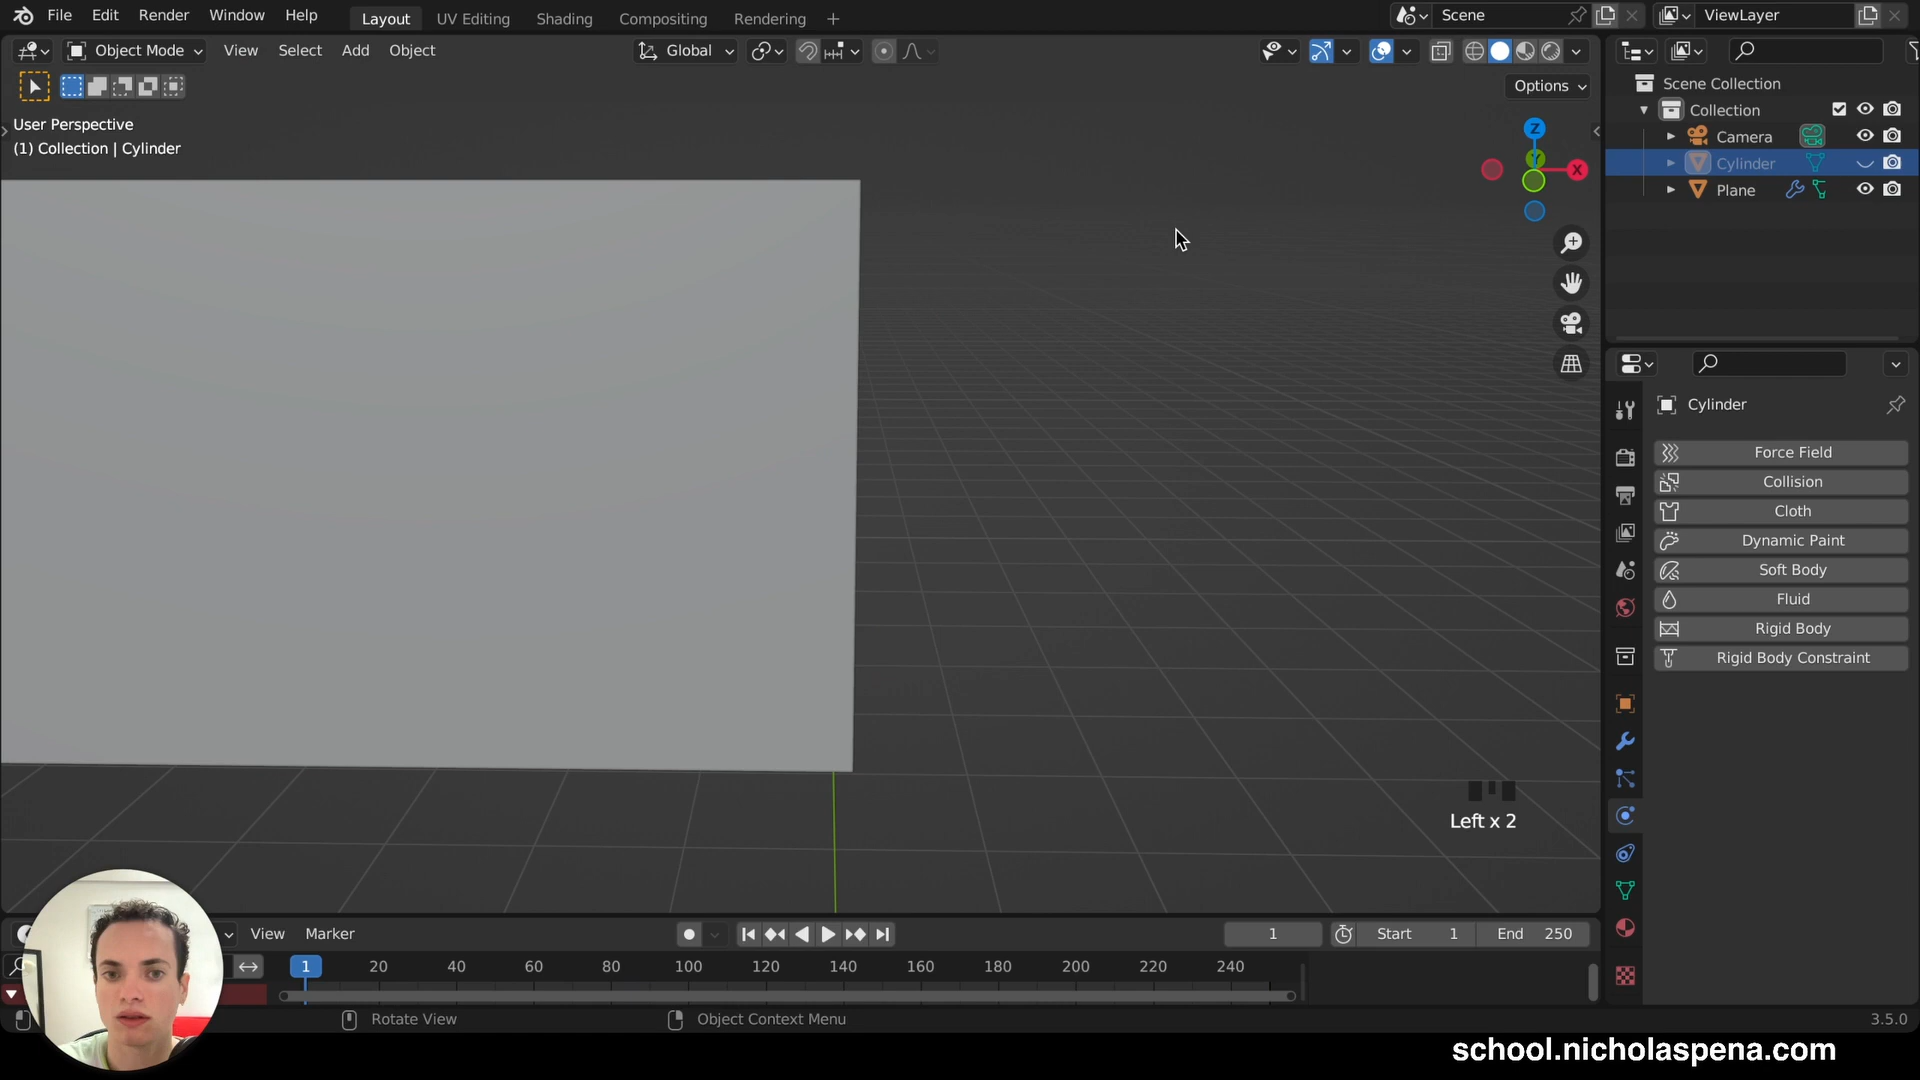 File Edit Render Window Help Layout UV Editing Shading Compositing Rendering + Scene ViewLayer
Object Mode View Select Add Object Global
Options
User Perspective
(1) Collection | Cylinder
Z
Y
X
Scene Collection
Collection
Camera
Cylinder
Plane
Cylinder
Force Field
Collision
Cloth
Dynamic Paint
Soft Body
Fluid
Rigid Body
Rigid Body Constraint
Left x 2
View Marker 1 Start 1 End 250
1 20 40 60 80 100 120 140 160 180 200 220 240
Rotate View Object Context Menu 3.5.0
school.nicholaspena.com